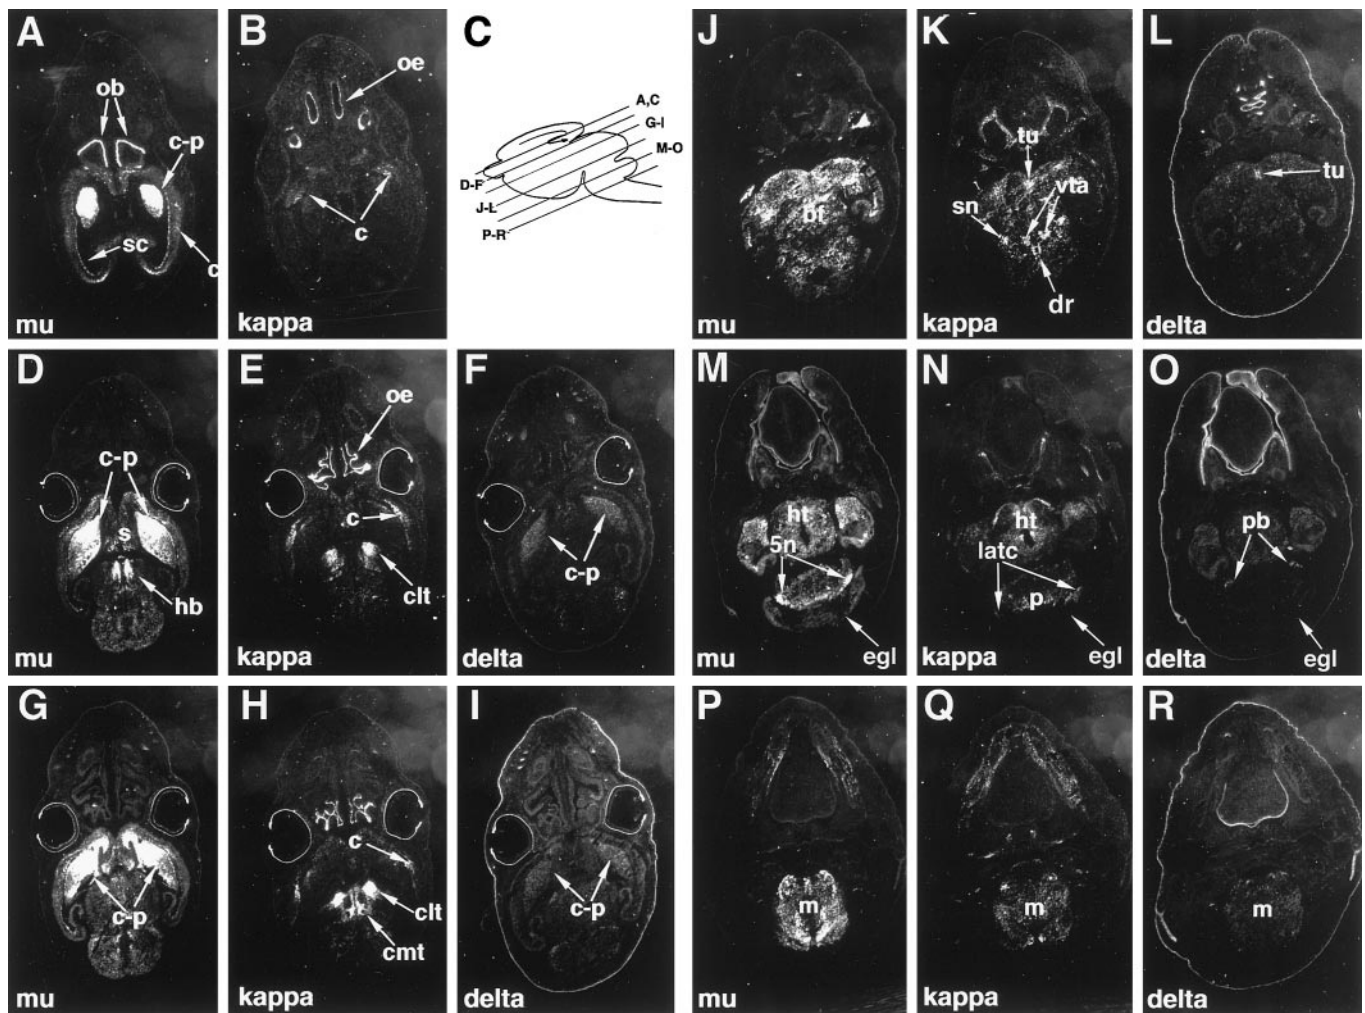 A
ob
c-p
sc
c
mu
B
oe
c
kappa
C
A,C
G-I
M-O
D-F
J-L
P-R
J
bf
mu
K
tu
vta
sn
dr
kappa
L
tu
delta
D
c-p
s
hb
mu
E
oe
c
clt
kappa
F
c-p
delta
M
ht
5n
egl
mu
N
ht
latc
p
egl
kappa
O
pb
egl
delta
G
c-p
mu
H
c
clt
cmt
kappa
I
c-p
delta
P
m
mu
Q
m
kappa
R
m
delta